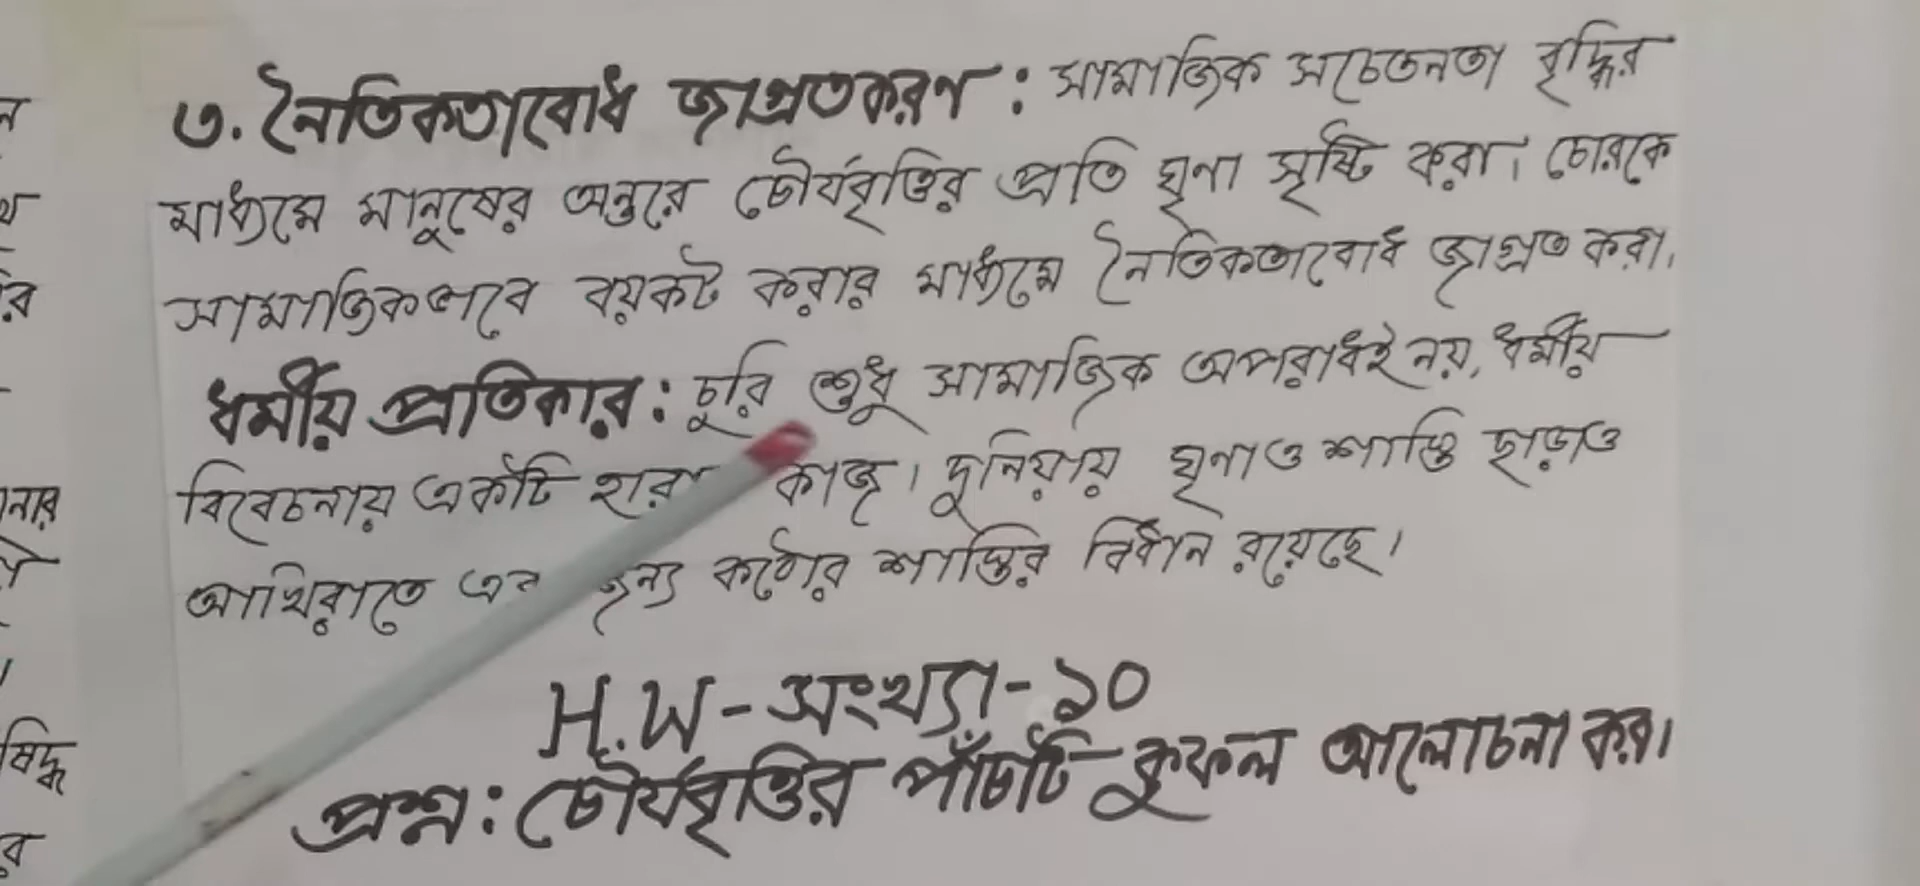 ৩. নৈতিকতাবোধ জাগ্রতকরণ : সামাজিক সচেতনতা বৃদ্ধির
মাধ্যমে মানুষের অন্তরে চৌর্যবৃত্তির প্রতি ঘৃনা সৃষ্টি করা। চোরকে
সামাজিকভাবে বয়কট করার মাধ্যমে নৈতিকতাবোধ জাগ্রত করা।
ধর্মীয় প্রতিকার : চুরি শুধু সামাজিক অপরাধই নয়, ধর্মীয়
বিবেচনায় একটি কাজ। দুনিয়ায় ঘৃনা ও শাস্তি ছাড়াও
আখিরাতে জন্য কঠোর শাস্তির বিধান রয়েছে।
H.W - সংখ্যা - ১০
প্রশ্ন : চৌর্যবৃত্তির পাঁচটি কুফল আলোচনা কর।